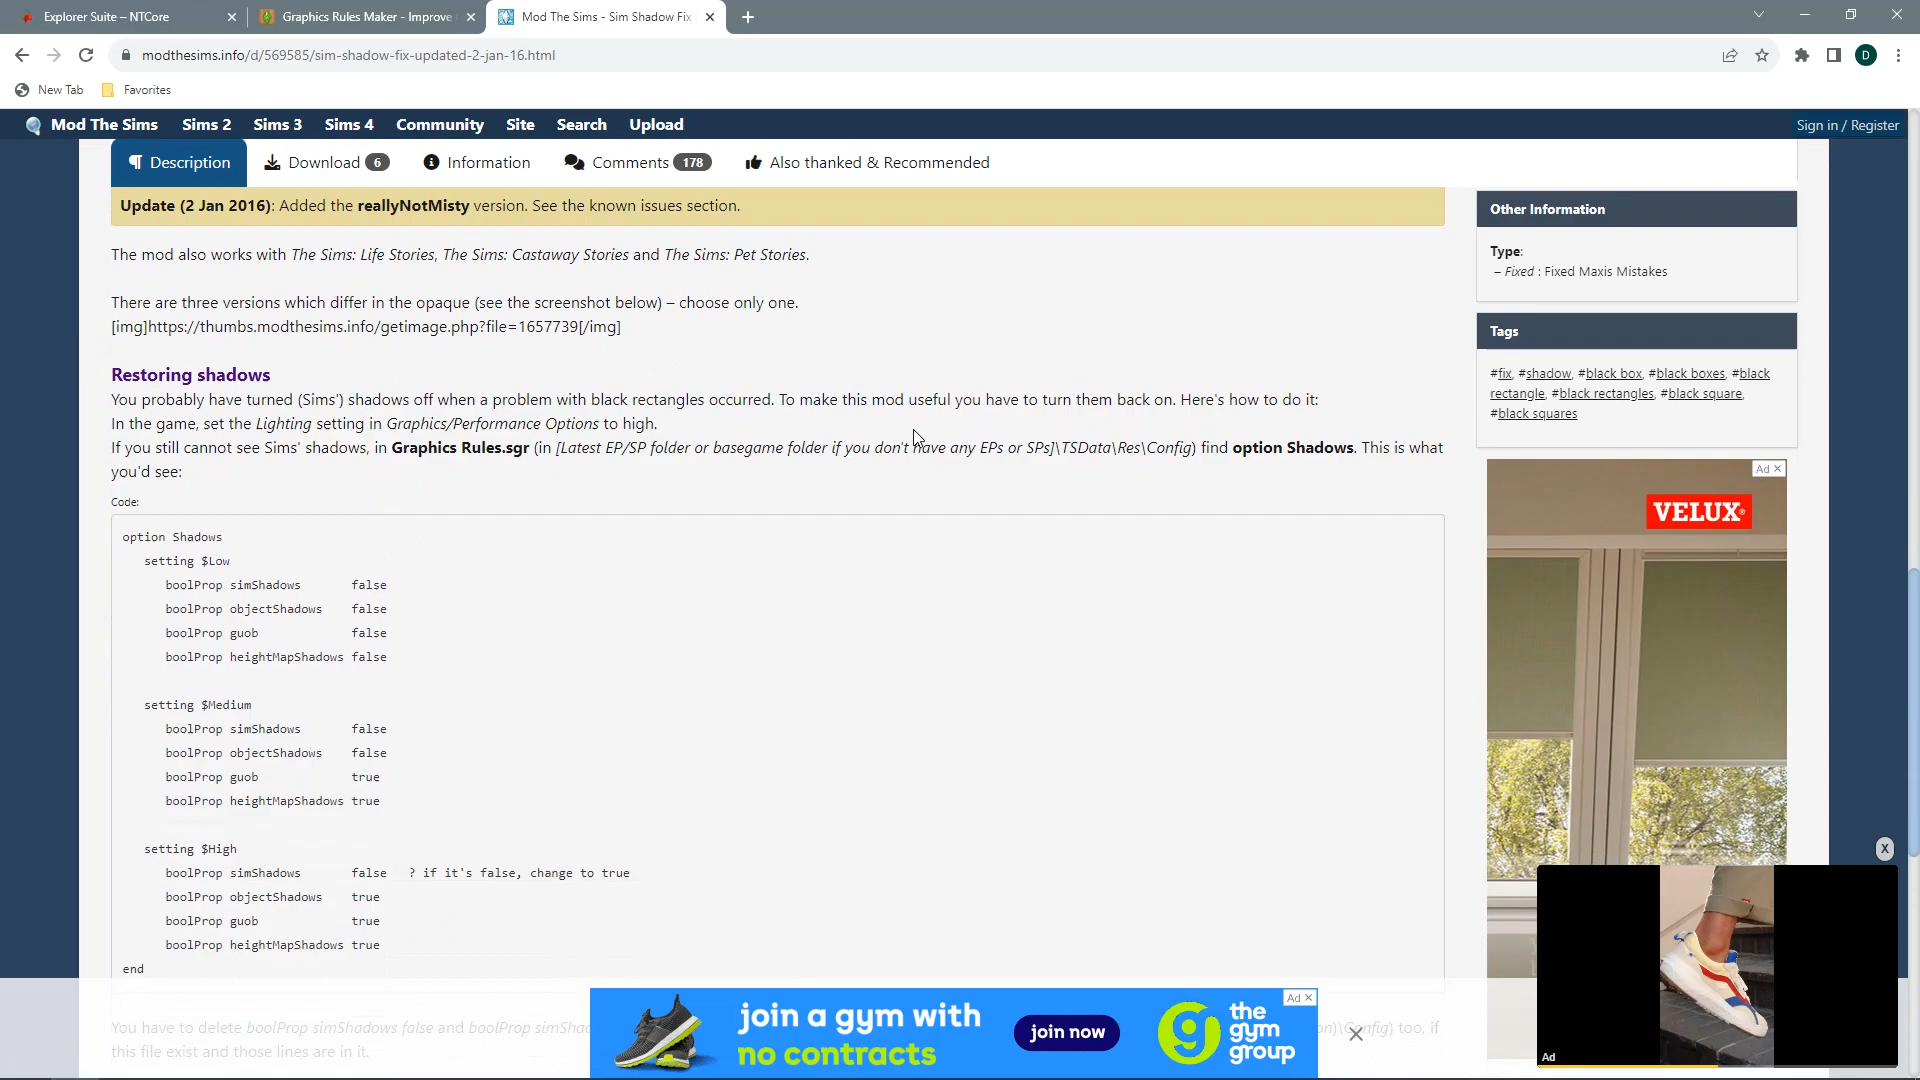 Explorer Suite – NTCore
Graphics Rules Maker - Improve
Mod The Sims - Sim Shadow Fix
modthesims.info/d/569585/sim-shadow-fix-updated-2-jan-16.html
D
New Tab
Favorites
Mod The Sims Sims 2 Sims 3 Sims 4 Community Site Search Upload
Sign in / Register
Description Download 6 Information Comments 178 Also thanked & Recommended
Update (2 Jan 2016): Added the reallyNotMisty version. See the known issues section.
The mod also works with The Sims: Life Stories, The Sims: Castaway Stories and The Sims: Pet Stories.
There are three versions which differ in the opaque (see the screenshot below) – choose only one.
[img]https://thumbs.modthesims.info/getimage.php?file=1657739[/img]
Restoring shadows
You probably have turned (Sims') shadows off when a problem with black rectangles occurred. To make this mod useful you have to turn them back on. Here's how to do it:
In the game, set the Lighting setting in Graphics/Performance Options to high.
If you still cannot see Sims' shadows, in Graphics Rules.sgr (in [Latest EP/SP folder or basegame folder if you don't have any EPs or SPs]\TSData\Res\Config) find option Shadows. This is what
you'd see:
Code:
option Shadows
setting $Low
boolProp simShadows false
boolProp objectShadows false
boolProp guob false
boolProp heightMapShadows false
setting $Medium
boolProp simShadows false
boolProp objectShadows false
boolProp guob true
boolProp heightMapShadows true
setting $High
boolProp simShadows false ? if it's false, change to true
boolProp objectShadows true
boolProp guob true
boolProp heightMapShadows true
end
You have to delete boolProp simShadows false and boolProp simShad
on)\Config) too, if
this file exist and those lines are in it.
Other Information
Type:
– Fixed : Fixed Maxis Mistakes
Tags
#fix, #shadow, #black box, #black boxes, #black
rectangle, #black rectangles, #black square,
#black squares
Ad X
VELUX
X
Ad
join a gym with
no contracts
join now
the
gym
group
Ad X